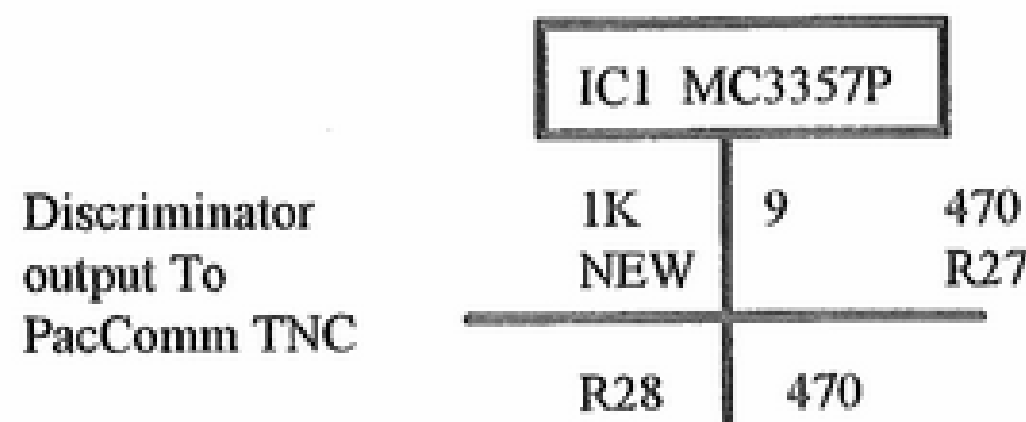 IC1 MC3357P
Discriminator
output To
PacComm TNC
1K
NEW
9
470
R27
R28
470